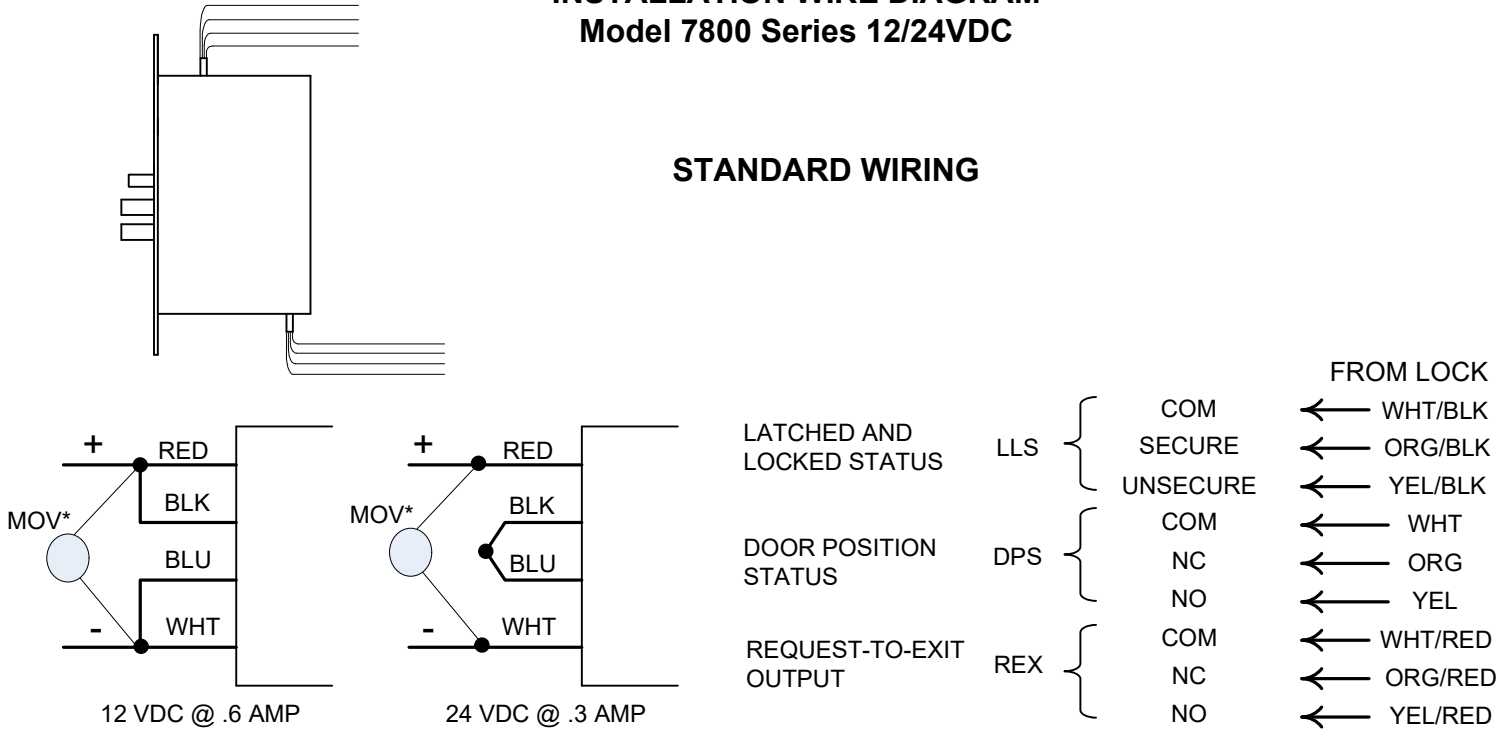 Model 7800 Series 12/24VDC
STANDARD WIRING
+
RED
BLK
MOV*
BLU
-
WHT
12 VDC @ .6 AMP
+
RED
BLK
MOV*
BLU
-
WHT
24 VDC @ .3 AMP
FROM LOCK
LATCHED AND
LOCKED STATUS
LLS
COM
WHT/BLK
SECURE
ORG/BLK
UNSECURE
YEL/BLK
DOOR POSITION
STATUS
DPS
COM
WHT
NC
ORG
NO
YEL
REQUEST-TO-EXIT
OUTPUT
REX
COM
WHT/RED
NC
ORG/RED
NO
YEL/RED